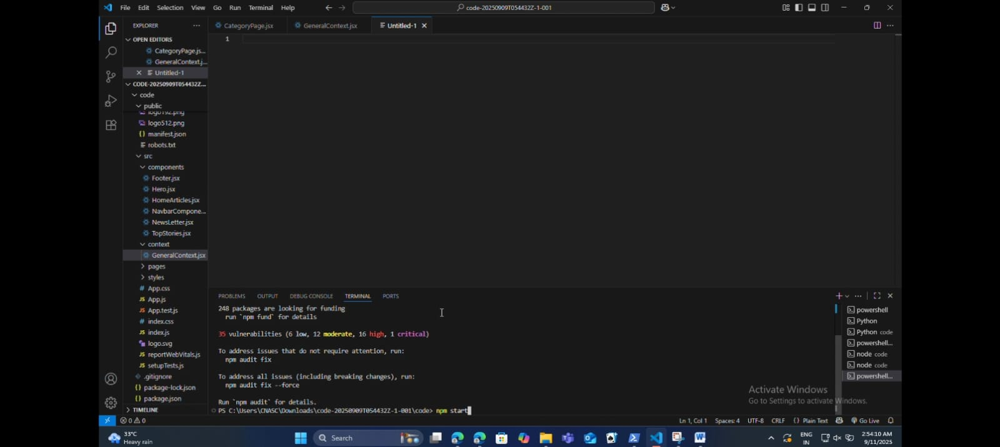 File Edit Selection View Go Run Terminal Help
code-20250909T054432Z-1-001
EXPLORER
CategoryPage.jsx
GeneralContext.jsx
Untitled-1
OPEN EDITORS
CategoryPage.js...
GeneralContext.j...
Untitled-1
CODE-20250909T054432Z...
code
public
logo192.png
logo512.png
manifest.json
robots.txt
src
components
Footer.jsx
Hero.jsx
HomeArticles.jsx
NavbarCompone...
NewsLetter.jsx
TopStories.jsx
context
GeneralContext.jsx
pages
styles
App.css
App.js
App.test.js
index.css
index.js
logo.svg
reportWebVitals.js
setupTests.js
.gitignore
package-lock.json
package.json
TIMELINE
1
PROBLEMS OUTPUT DEBUG CONSOLE TERMINAL PORTS
248 packages are looking for funding
run `npm fund` for details
35 vulnerabilities (6 low, 12 moderate, 16 high, 1 critical)
To address issues that do not require attention, run:
npm audit fix
To address all issues (including breaking changes), run:
npm audit fix --force
Run `npm audit` for details.
PS C:\Users\CNASC\Downloads\code-20250909T054432Z-1-001\code> npm start
powershell
Python
Python code
powershell...
node code
node code
powershell...
Activate Windows
Go to Settings to activate Windows.
0 0
Ln 1, Col 1 Spaces: 4 UTF-8 CRLF {} Plain Text Go Live
33°C
Heavy rain
Search
ENG
IN
2:54:10 AM
9/11/2025